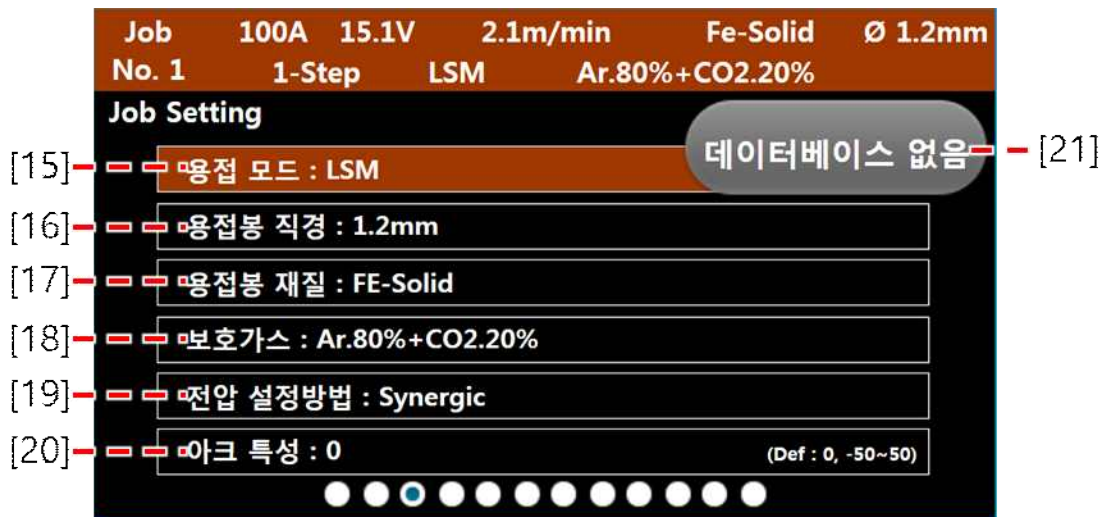 Job 100A 15.1V 2.1m/min Fe-Solid Ø 1.2mm
No. 1 1-Step LSM Ar.80%+CO2.20%
Job Setting
데이터베이스 없음 [21]
[15] 용접 모드 : LSM
[16] 용접봉 직경 : 1.2mm
[17] 용접봉 재질 : FE-Solid
[18] 보호가스 : Ar.80%+CO2.20%
[19] 전압 설정방법 : Synergic
[20] 아크 특성 : 0 (Def : 0, -50~50)